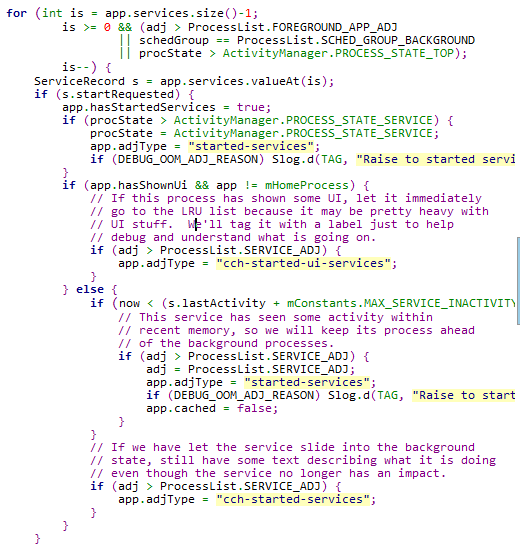 for (int is = app.services.size()-1;
is >= 0 && (adj > ProcessList.FOREGROUND_APP_ADJ
|| schedGroup == ProcessList.SCHED_GROUP_BACKGROUND
|| procState > ActivityManager.PROCESS_STATE_TOP);
is--) {
ServiceRecord s = app.services.valueAt(is);
if (s.startRequested) {
app.hasStartedServices = true;
if (procState > ActivityManager.PROCESS_STATE_SERVICE) {
procState = ActivityManager.PROCESS_STATE_SERVICE;
app.adjType = "started-services";
if (DEBUG_OOM_ADJ_REASON) Slog.d(TAG, "Raise to started servi
}
if (app.hasShownUi && app != mHomeProcess) {
// If this process has shown some UI, let it immediately
// go to the LRU list because it may be pretty heavy with
// UI stuff.  We'll tag it with a label just to help
// debug and understand what is going on.
if (adj > ProcessList.SERVICE_ADJ) {
app.adjType = "cch-started-ui-services";
}
} else {
if (now < (s.lastActivity + mConstants.MAX_SERVICE_INACTIVITY
// This service has seen some activity within
// recent memory, so we will keep its process ahead
// of the background processes.
if (adj > ProcessList.SERVICE_ADJ) {
adj = ProcessList.SERVICE_ADJ;
app.adjType = "started-services";
if (DEBUG_OOM_ADJ_REASON) Slog.d(TAG, "Raise to start
app.cached = false;
}
}
// If we have let the service slide into the background
// state, still have some text describing what it is doing
// even though the service no longer has an impact.
if (adj > ProcessList.SERVICE_ADJ) {
app.adjType = "cch-started-services";
}
}
}